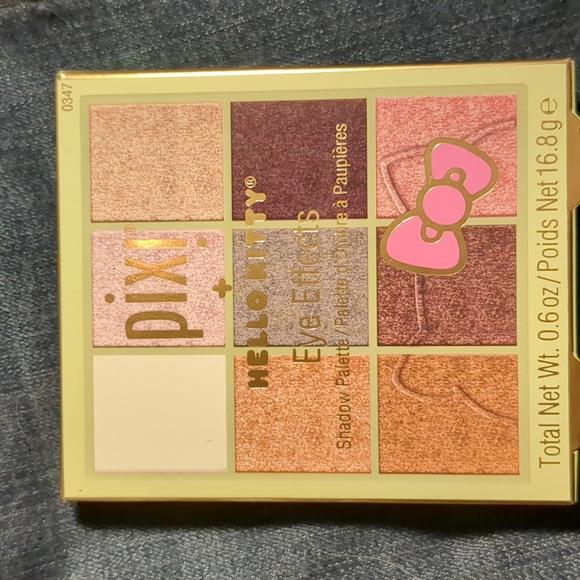 0347
pixi®
+
HELLO KITTY®
Eye Effects
Shadow Palette / Palette d'Ombre à Paupières
Total Net Wt. 0.6 oz/Poids Net 16.8 g e